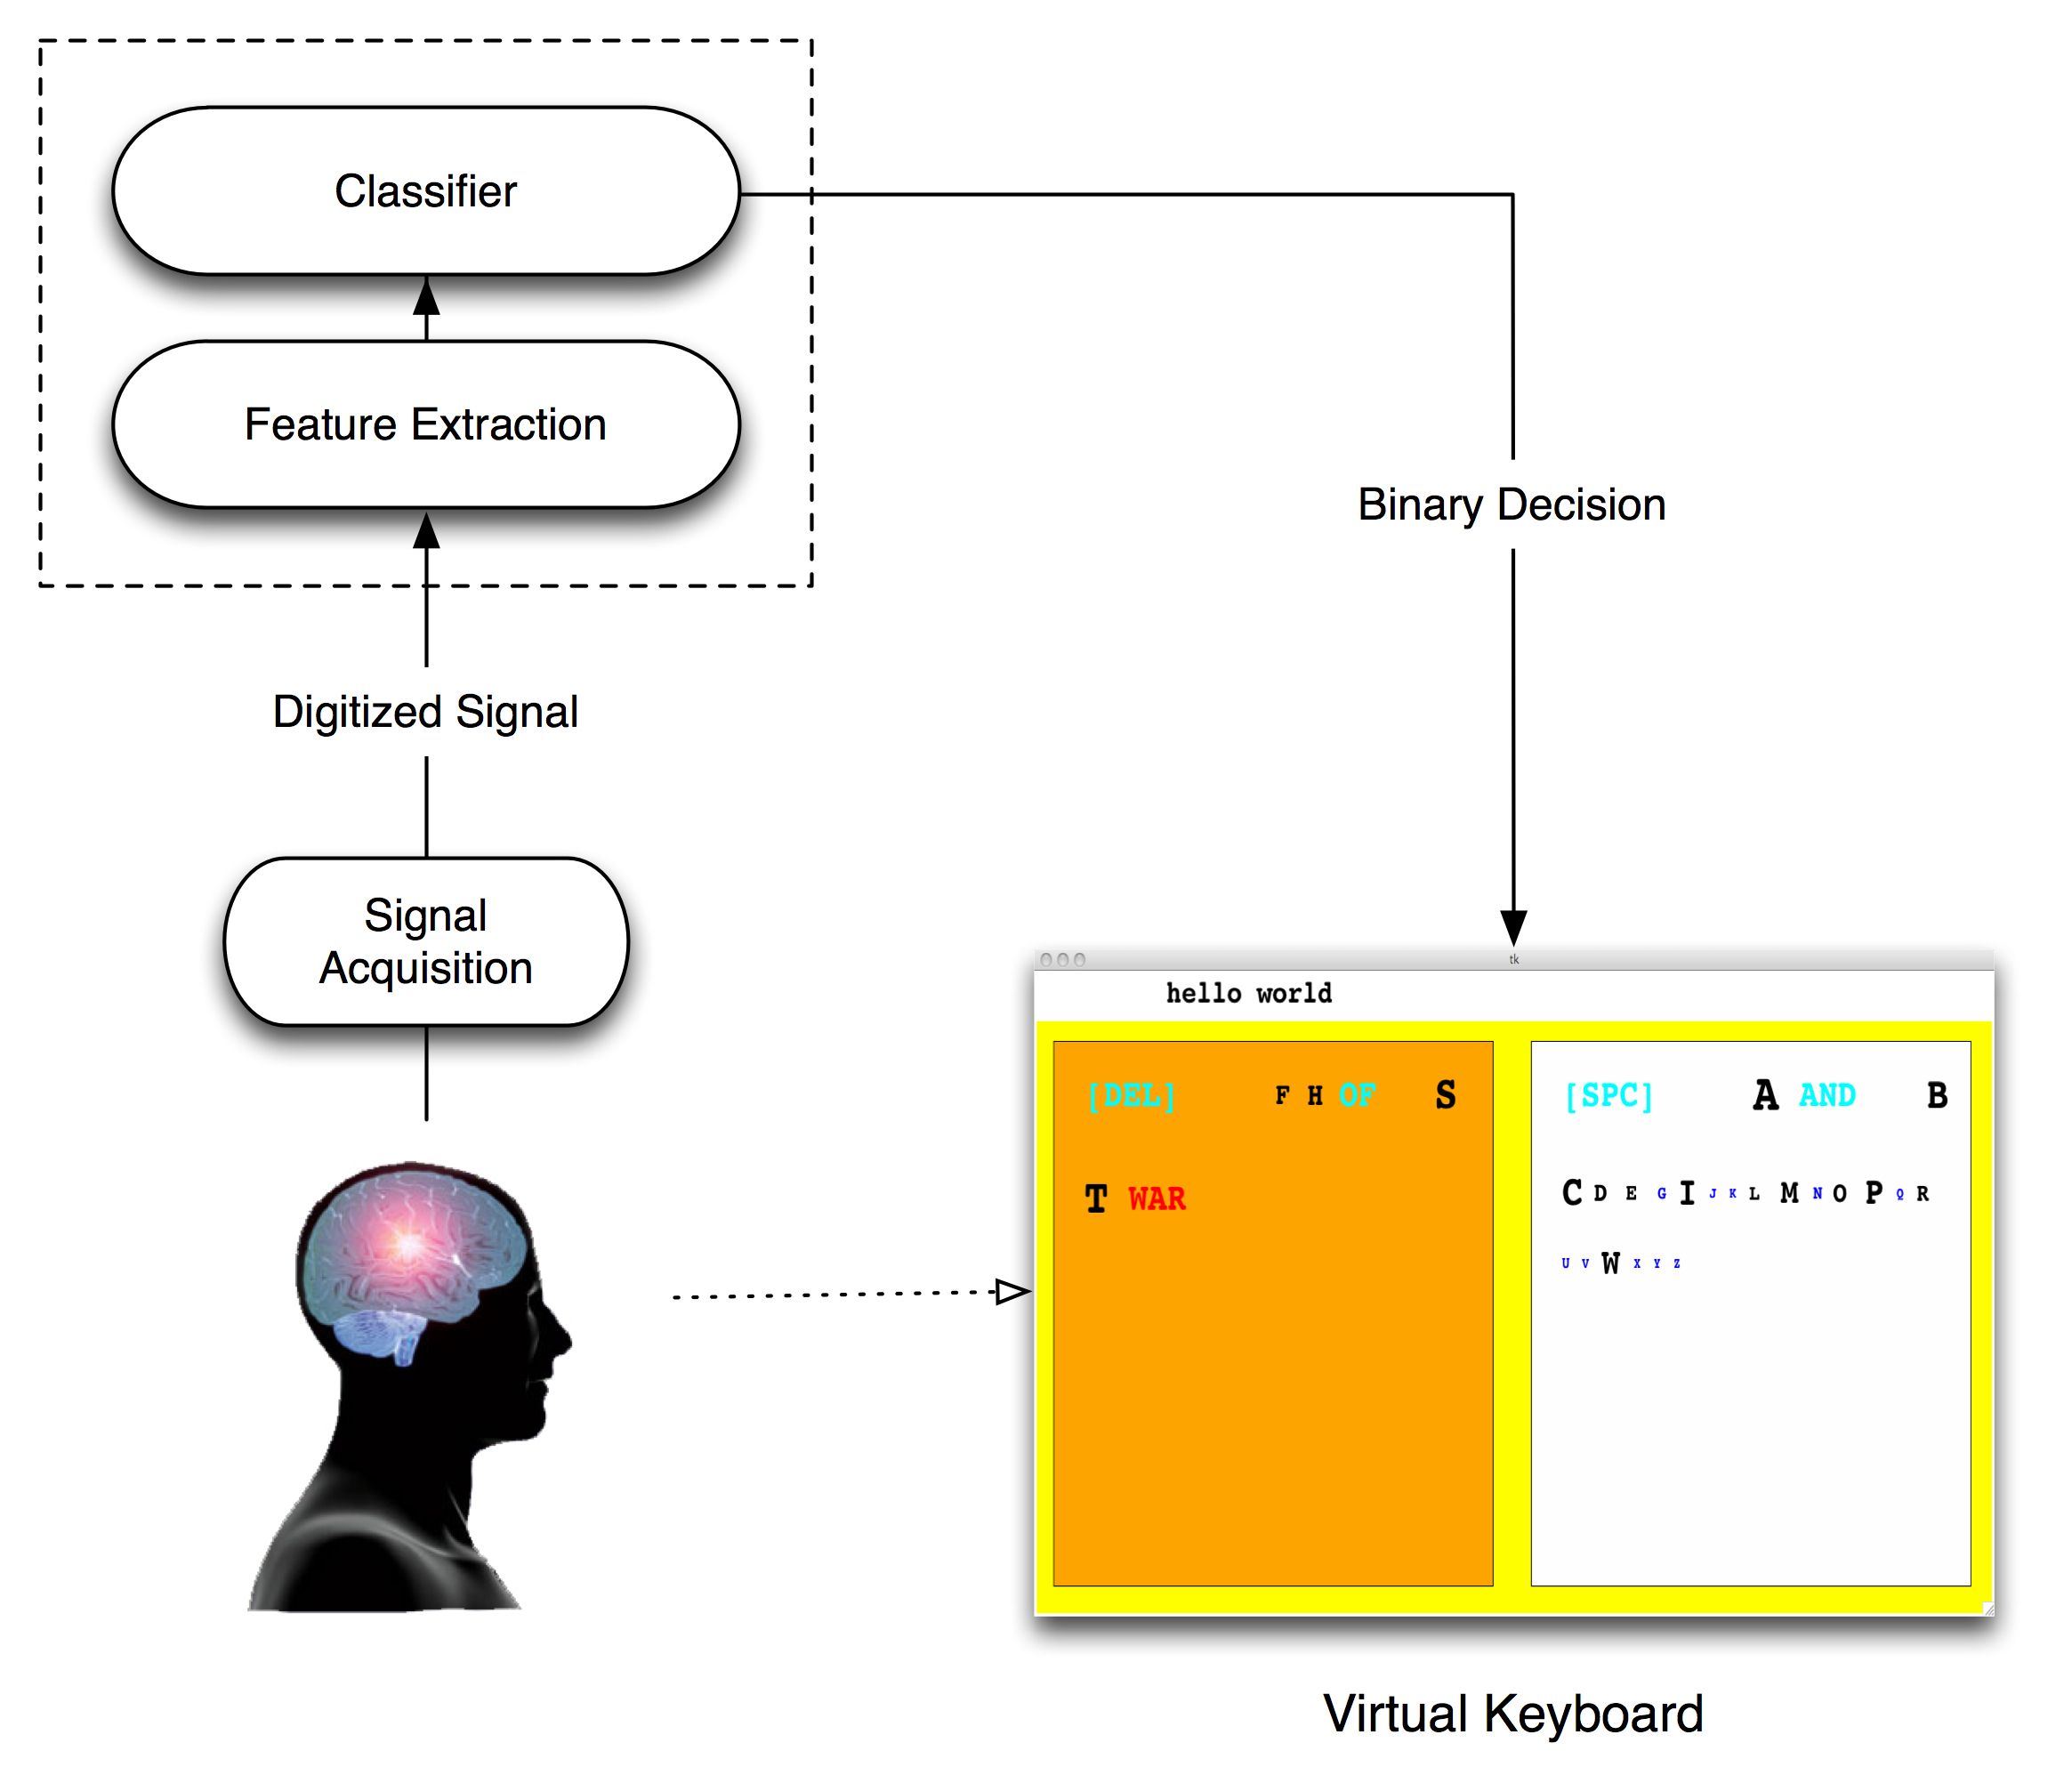 Classifier
Feature Extraction
Binary Decision
Digitized Signal
Signal
Acquisition
tk
hello world
[DEL] F H OF S
T WAR
[SPC] A AND B
C D E G I J K L M N O P Q R
U V W X Y Z
Virtual Keyboard